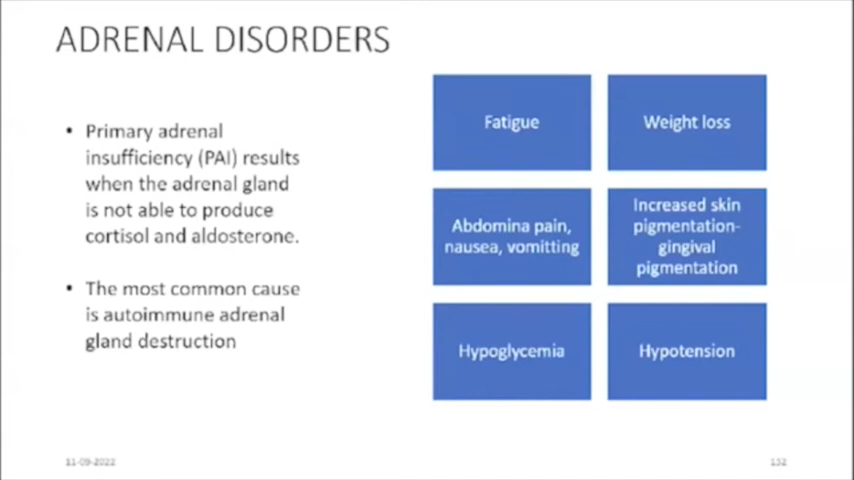 ADRENAL DISORDERS
• Primary adrenal
insufficiency (PAI) results
when the adrenal gland
is not able to produce
cortisol and aldosterone.
• The most common cause
is autoimmune adrenal
gland destruction
Fatigue
Weight loss
Abdomina pain,
nausea, vomitting
Increased skin
pigmentation-
gingival
pigmentation
Hypoglycemia
Hypotension
11-09-2022
132